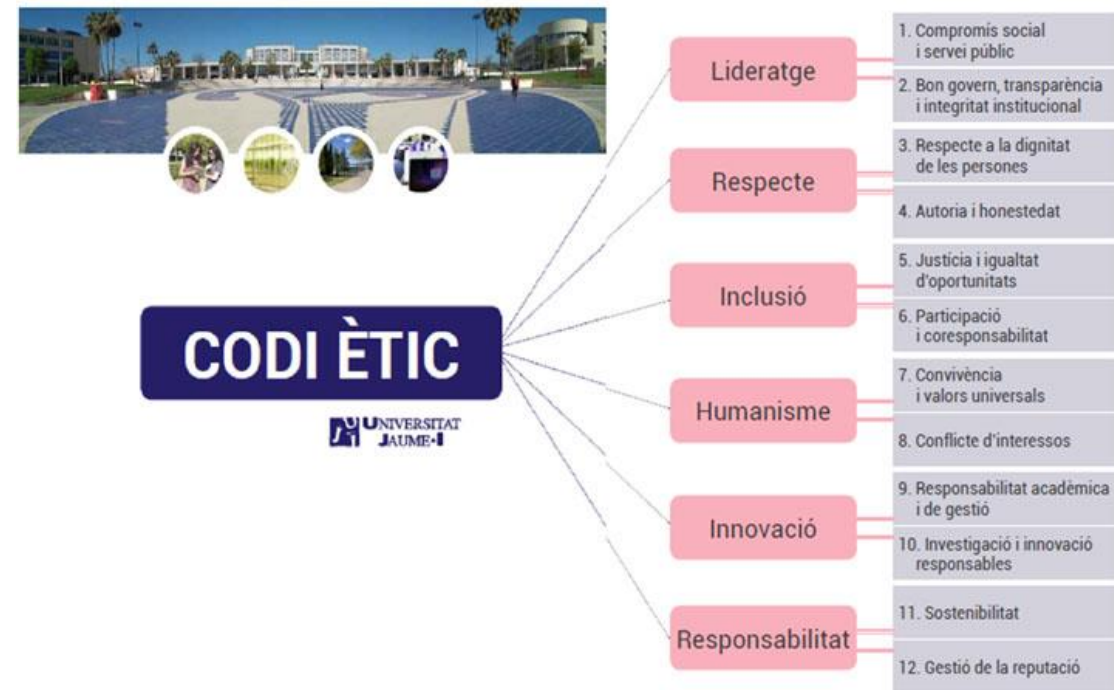 CODI ÈTIC
UNIVERSITAT
JAUME·I
Lideratge
1. Compromís social
i servei públic
2. Bon govern, transparència
i integritat institucional
Respecte
3. Respecte a la dignitat
de les persones
4. Autoria i honestedat
Inclusió
5. Justícia i igualtat
d'oportunitats
6. Participació
i coresponsabilitat
Humanisme
7. Convivència
i valors universals
8. Conflicte d'interessos
Innovació
9. Responsabilitat acadèmica
i de gestió
10. Investigació i innovació
responsables
Responsabilitat
11. Sostenibilitat
12. Gestió de la reputació